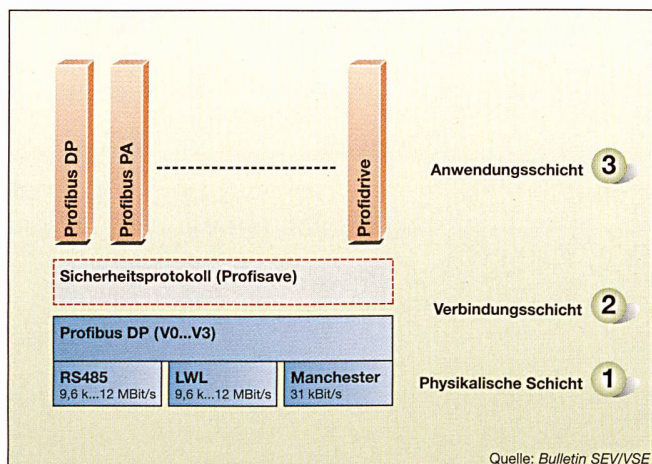 Profibus DP
Profibus PA
Profidrive
Anwendungsschicht 3
Sicherheitsprotokoll (Profisave)
Verbindungsschicht 2
Profibus DP (V0...V3)
RS485
9,6 k...12 MBit/s
LWL
9,6 k...12 MBit/s
Manchester
31 kBit/s
Physikalische Schicht 1
Quelle: Bulletin SEV/VSE